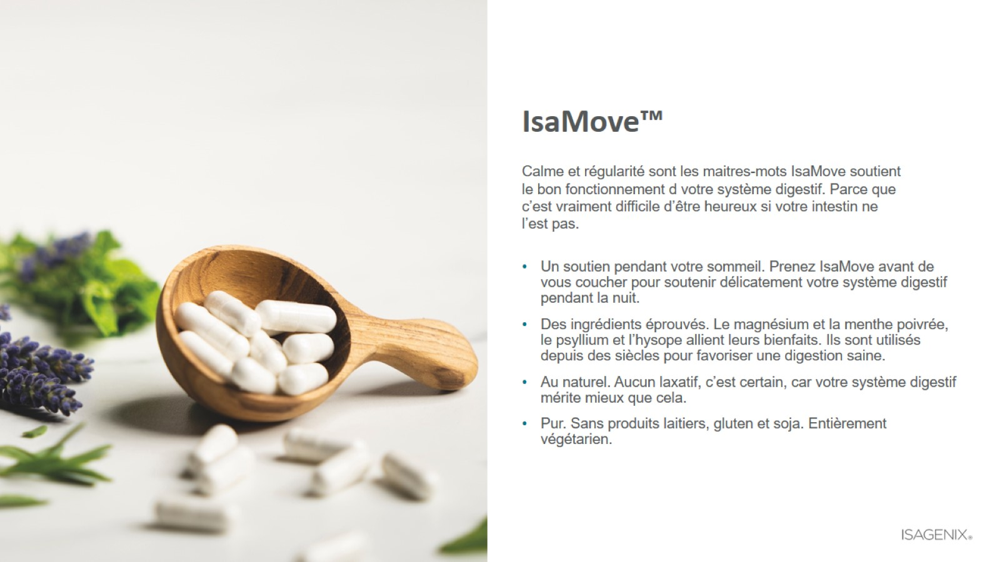 IsaMove™
Calme et régularité sont les maitres-mots IsaMove soutient
le bon fonctionnement d votre système digestif. Parce que
c’est vraiment difficile d’être heureux si votre intestin ne
l’est pas.
• Un soutien pendant votre sommeil. Prenez IsaMove avant de
vous coucher pour soutenir délicatement votre système digestif
pendant la nuit.
• Des ingrédients éprouvés. Le magnésium et la menthe poivrée,
le psyllium et l’hysope allient leurs bienfaits. Ils sont utilisés
depuis des siècles pour favoriser une digestion saine.
• Au naturel. Aucun laxatif, c’est certain, car votre système digestif
mérite mieux que cela.
• Pur. Sans produits laitiers, gluten et soja. Entièrement
végétarien.
ISAGENIX®